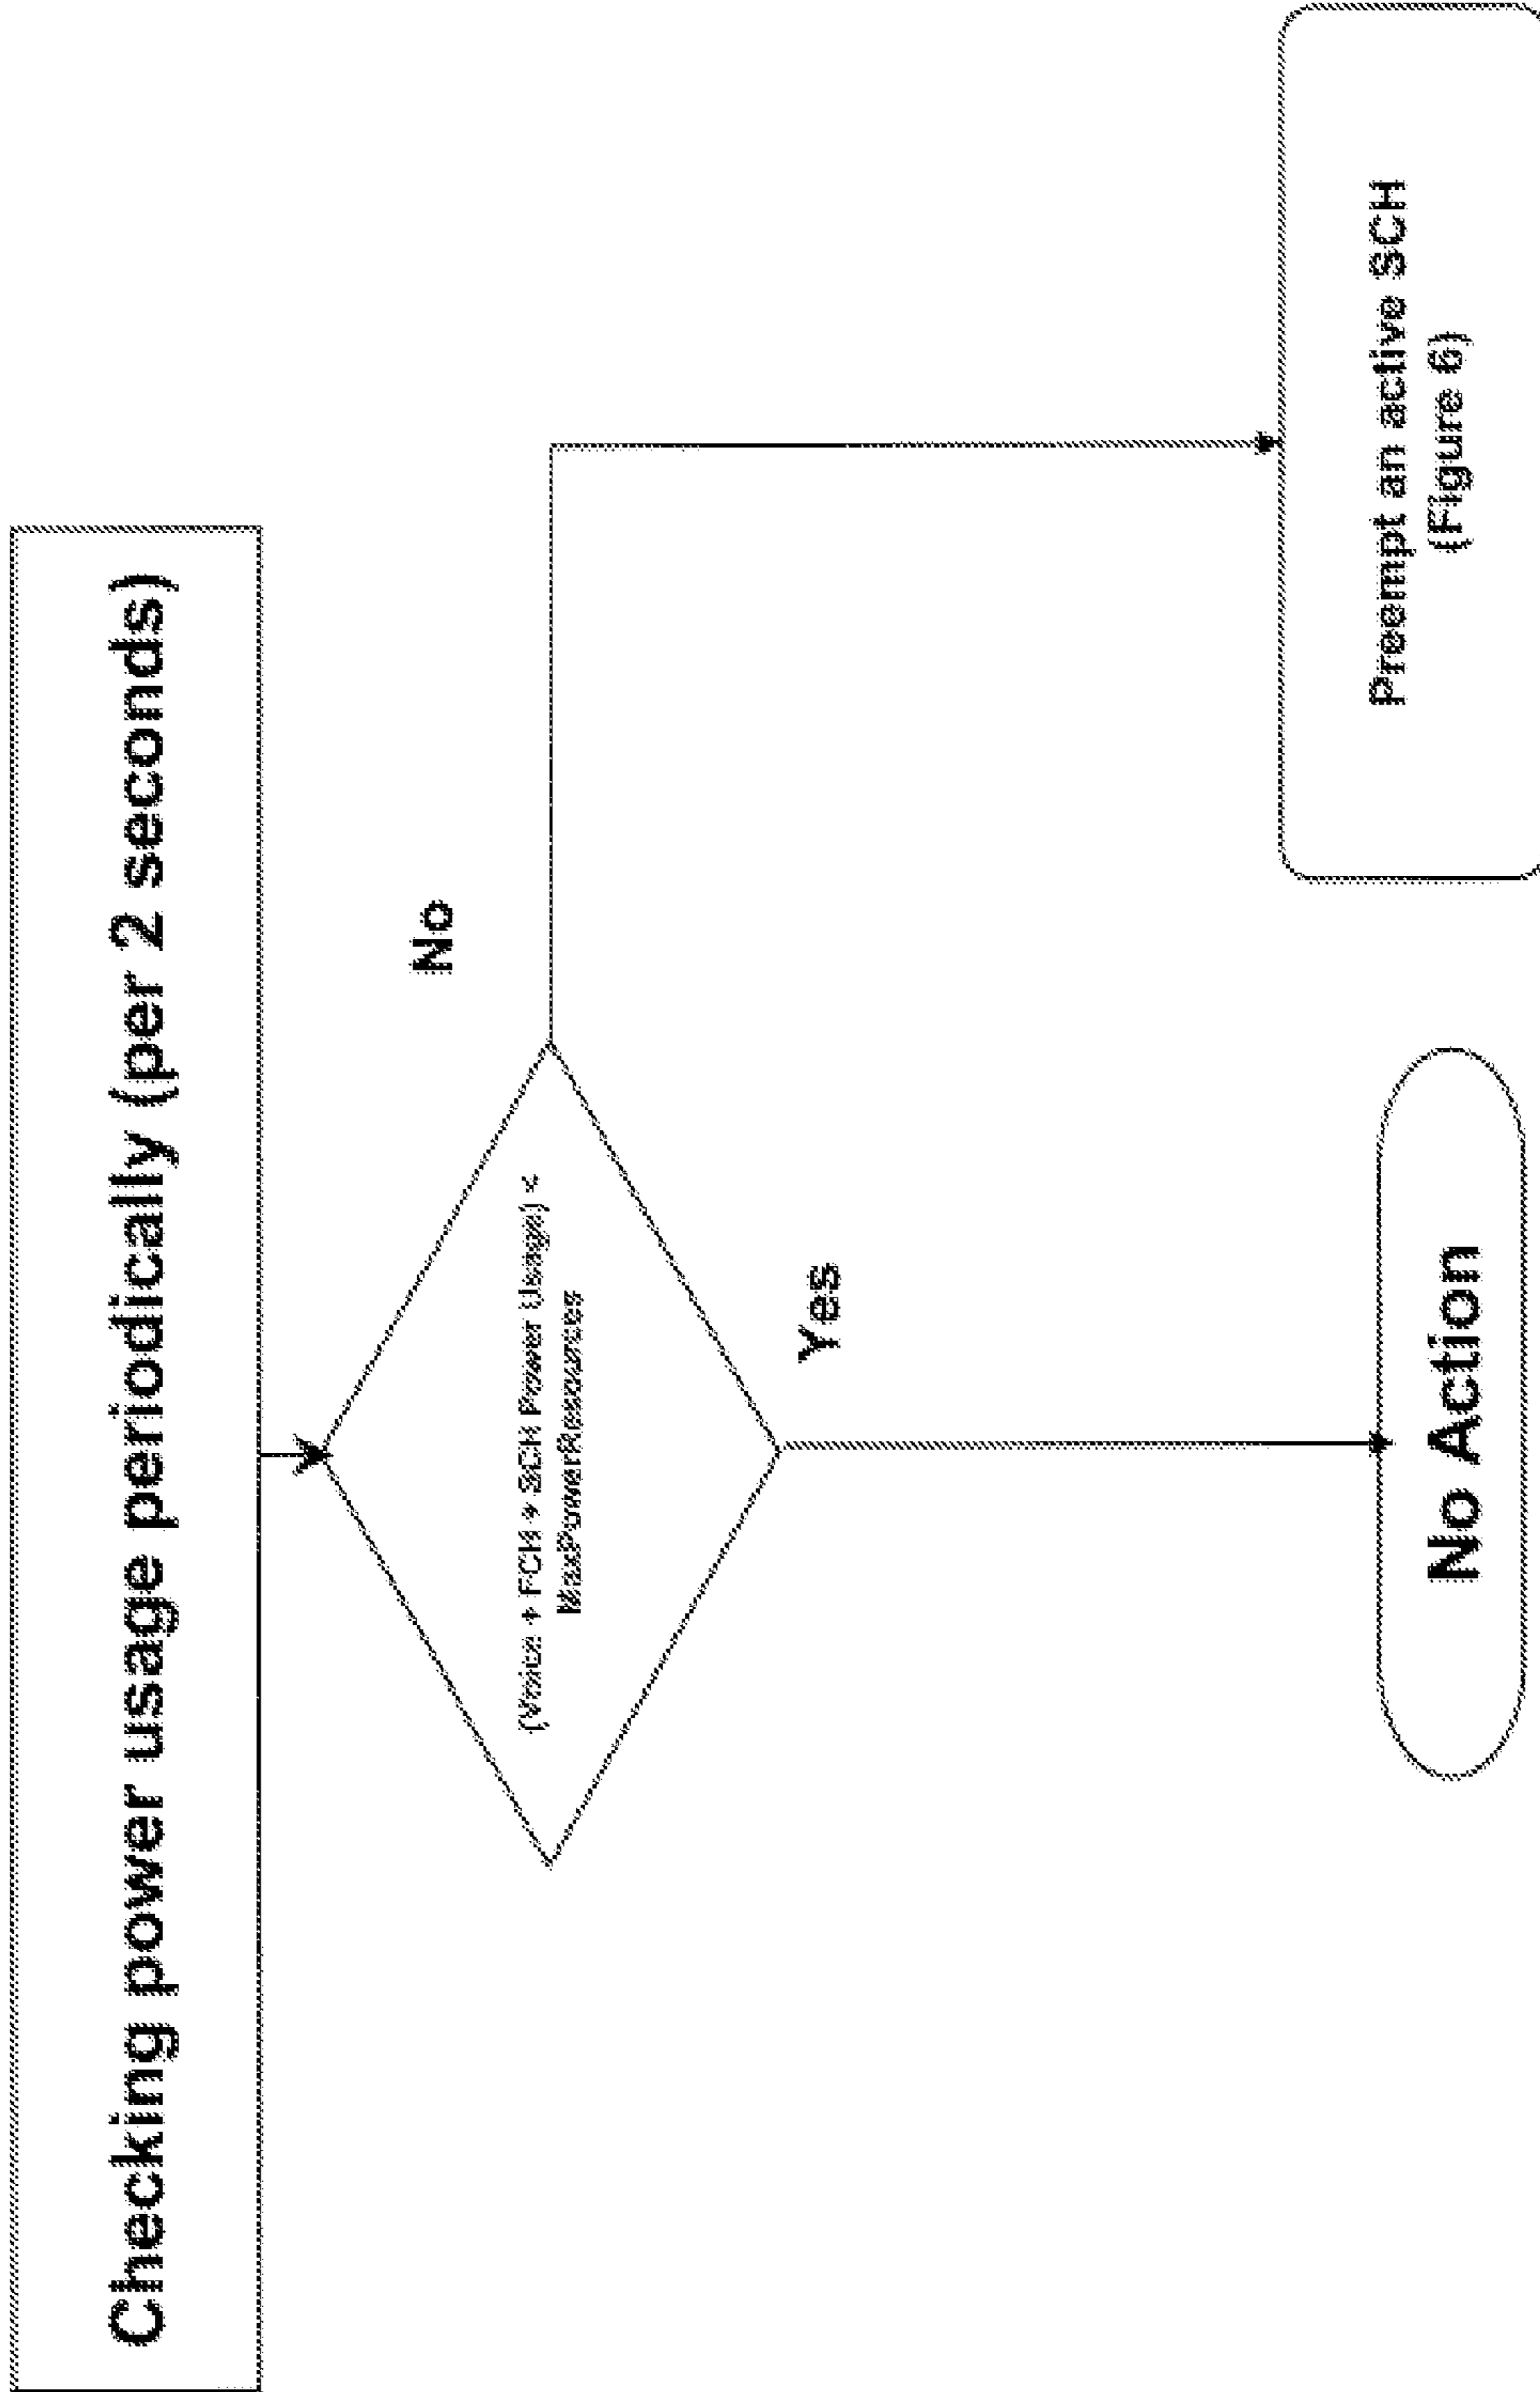 Checking power usage periodically (per 2 seconds)
(Voice + FCH + SCH Power Usage) <
MaxPowerResources
No
Yes
No Action
Preempt an active SCH
(Figure 6)